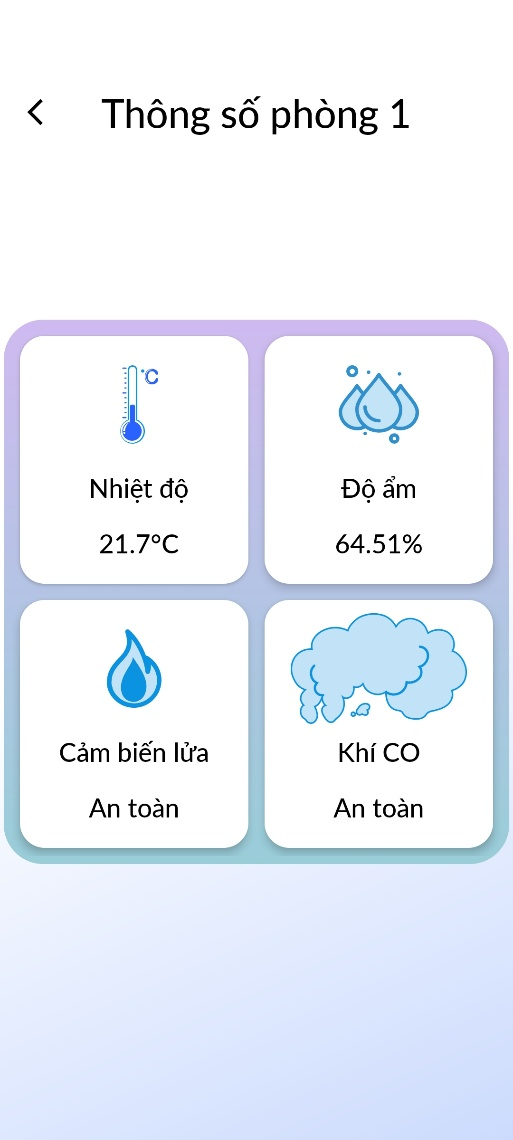 Thông số phòng 1
°C
Nhiệt độ
21.7°C
Độ ẩm
64.51%
Cảm biến lửa
An toàn
Khí CO
An toàn